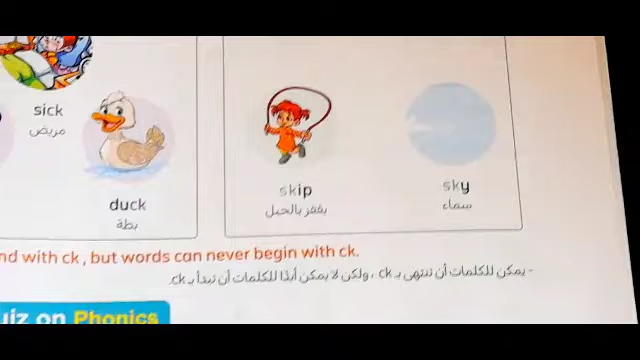 sick
مريض
duck
بطة
skip
يقفز بالحبل
sky
سماء
nd with ck , but words can never begin with ck.
- يمكن للكلمات أن تنتهى بـ ck ، ولكن لا يمكن أبدًا للكلمات أن تبدأ بـ ck.
uiz on Phonics